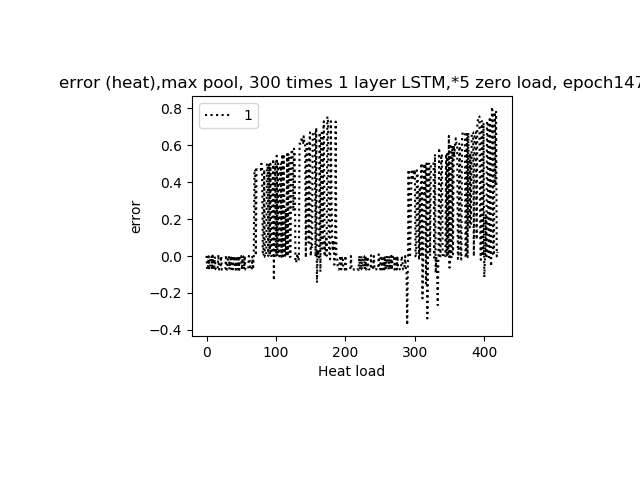 error (heat),max pool, 300 times 1 layer LSTM,*5 zero load, epoch147
1
0.8
0.6
0.4
0.2
0.0
−0.2
−0.4
error
0 100 200 300 400
Heat load